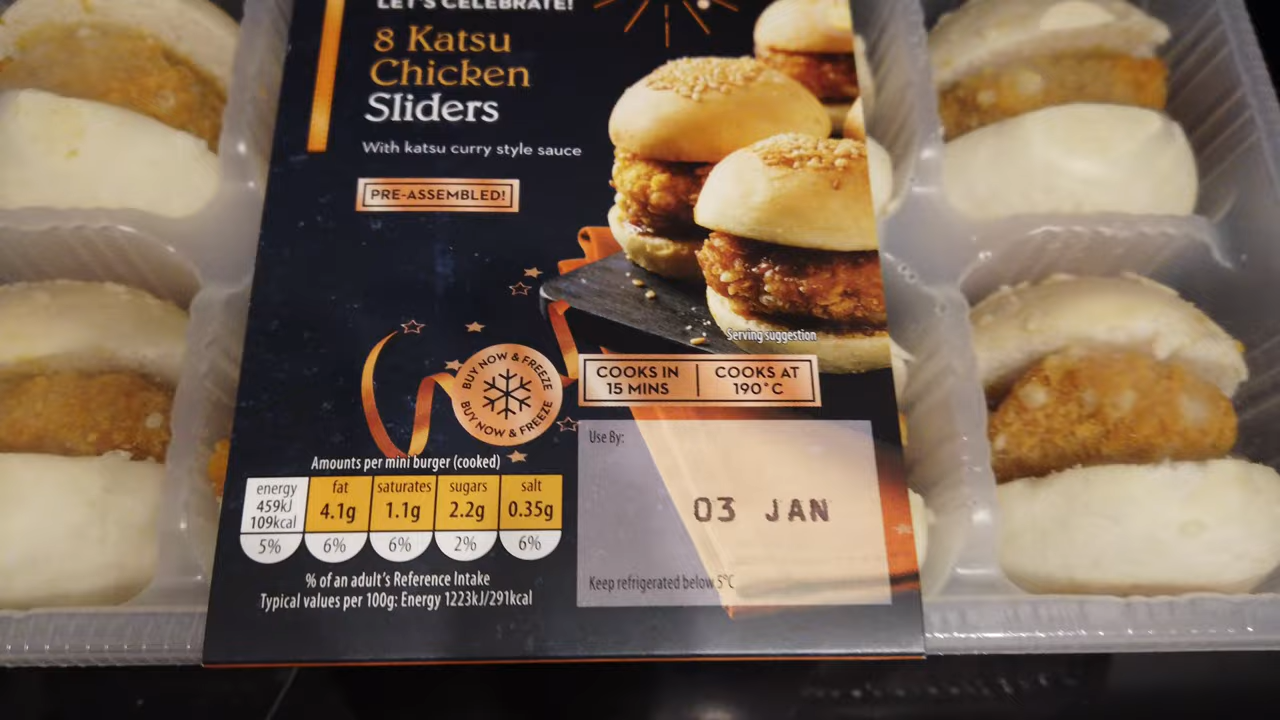 LET'S CELEBRATE!
8 Katsu
Chicken
Sliders
With katsu curry style sauce
PRE-ASSEMBLED!
Serving suggestion
BUY NOW & FREEZE
BUY NOW & FREEZE
COOKS IN
15 MINS
COOKS AT
190°C
Use By:
03 JAN
Keep refrigerated below 5°C
Amounts per mini burger (cooked)
energy
459kJ
109kcal
5%
fat
4.1g
6%
saturates
1.1g
6%
sugars
2.2g
2%
salt
0.35g
6%
% of an adult's Reference Intake
Typical values per 100g: Energy 1223kJ/291kcal